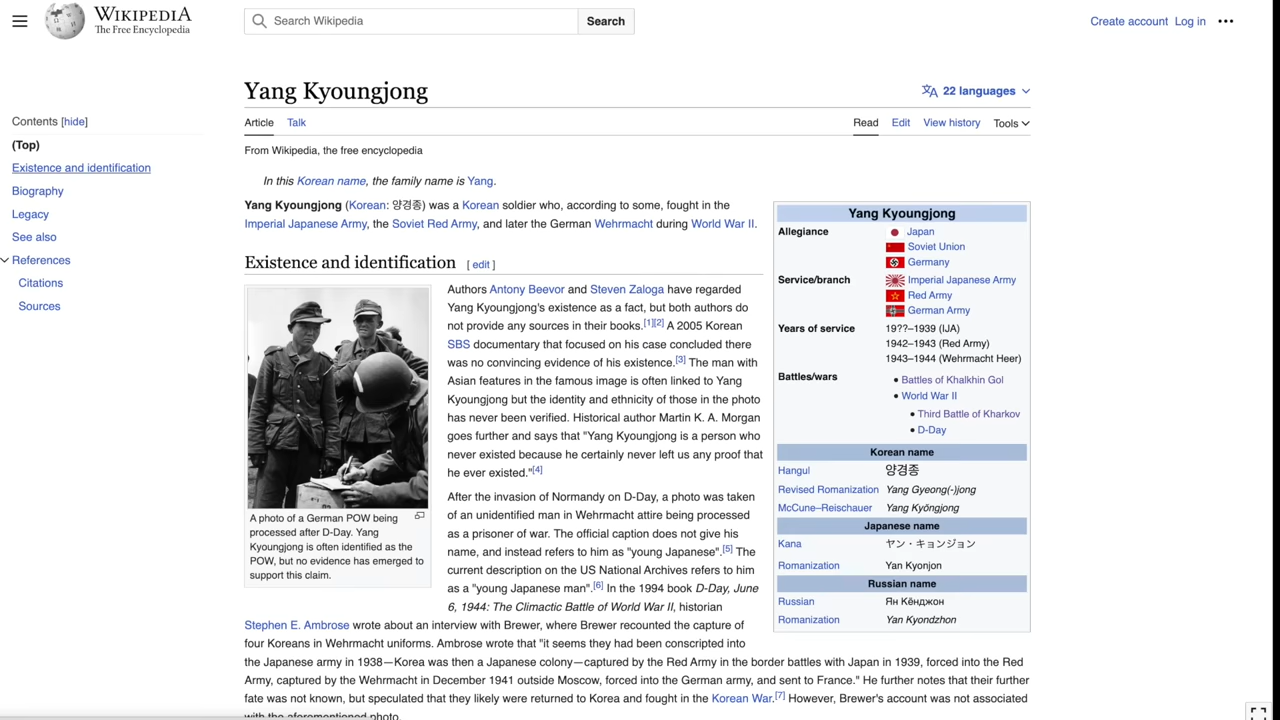 WIKIPEDIA
The Free Encyclopedia
Search Wikipedia
Search
Create account Log in •••
Contents [hide]
(Top)
Existence and identification
Biography
Legacy
See also
References
Citations
Sources
Yang Kyoungjong
22 languages
Article Talk
Read Edit View history Tools
From Wikipedia, the free encyclopedia
In this Korean name, the family name is Yang.
Yang Kyoungjong (Korean: 양경종) was a Korean soldier who, according to some, fought in the
Imperial Japanese Army, the Soviet Red Army, and later the German Wehrmacht during World War II.
Existence and identification [ edit ]
A photo of a German POW being
processed after D-Day. Yang
Kyoungjong is often identified as the
POW, but no evidence has emerged to
support this claim.
Authors Antony Beevor and Steven Zaloga have regarded
Yang Kyoungjong's existence as a fact, but both authors do
not provide any sources in their books.[1][2] A 2005 Korean
SBS documentary that focused on his case concluded there
was no convincing evidence of his existence.[3] The man with
Asian features in the famous image is often linked to Yang
Kyoungjong but the identity and ethnicity of those in the photo
has never been verified. Historical author Martin K. A. Morgan
goes further and says that "Yang Kyoungjong is a person who
never existed because he certainly never left us any proof that
he ever existed."[4]
After the invasion of Normandy on D-Day, a photo was taken
of an unidentified man in Wehrmacht attire being processed
as a prisoner of war. The official caption does not give his
name, and instead refers to him as "young Japanese".[5] The
current description on the US National Archives refers to him
as a "young Japanese man".[6] In the 1994 book D-Day, June
6, 1944: The Climactic Battle of World War II, historian
Stephen E. Ambrose wrote about an interview with Brewer, where Brewer recounted the capture of
four Koreans in Wehrmacht uniforms. Ambrose wrote that "it seems they had been conscripted into
the Japanese army in 1938—Korea was then a Japanese colony—captured by the Red Army in the border battles with Japan in 1939, forced into the Red
Army, captured by the Wehrmacht in December 1941 outside Moscow, forced into the German army, and sent to France." He further notes that their further
fate was not known, but speculated that they likely were returned to Korea and fought in the Korean War.[7] However, Brewer's account was not associated
with the aforementioned photo.
Yang Kyoungjong
Allegiance Japan
Soviet Union
Germany
Service/branch Imperial Japanese Army
Red Army
German Army
Years of service 19??–1939 (IJA)
1942–1943 (Red Army)
1943–1944 (Wehrmacht Heer)
Battles/wars • Battles of Khalkhin Gol
• World War II
• Third Battle of Kharkov
• D-Day
Korean name
Hangul 양경종
Revised Romanization Yang Gyeong(-)jong
McCune–Reischauer Yang Kyŏngjong
Japanese name
Kana ヤン・キョンジョン
Romanization Yan Kyonjon
Russian name
Russian Ян Кёнджон
Romanization Yan Kyondzhon